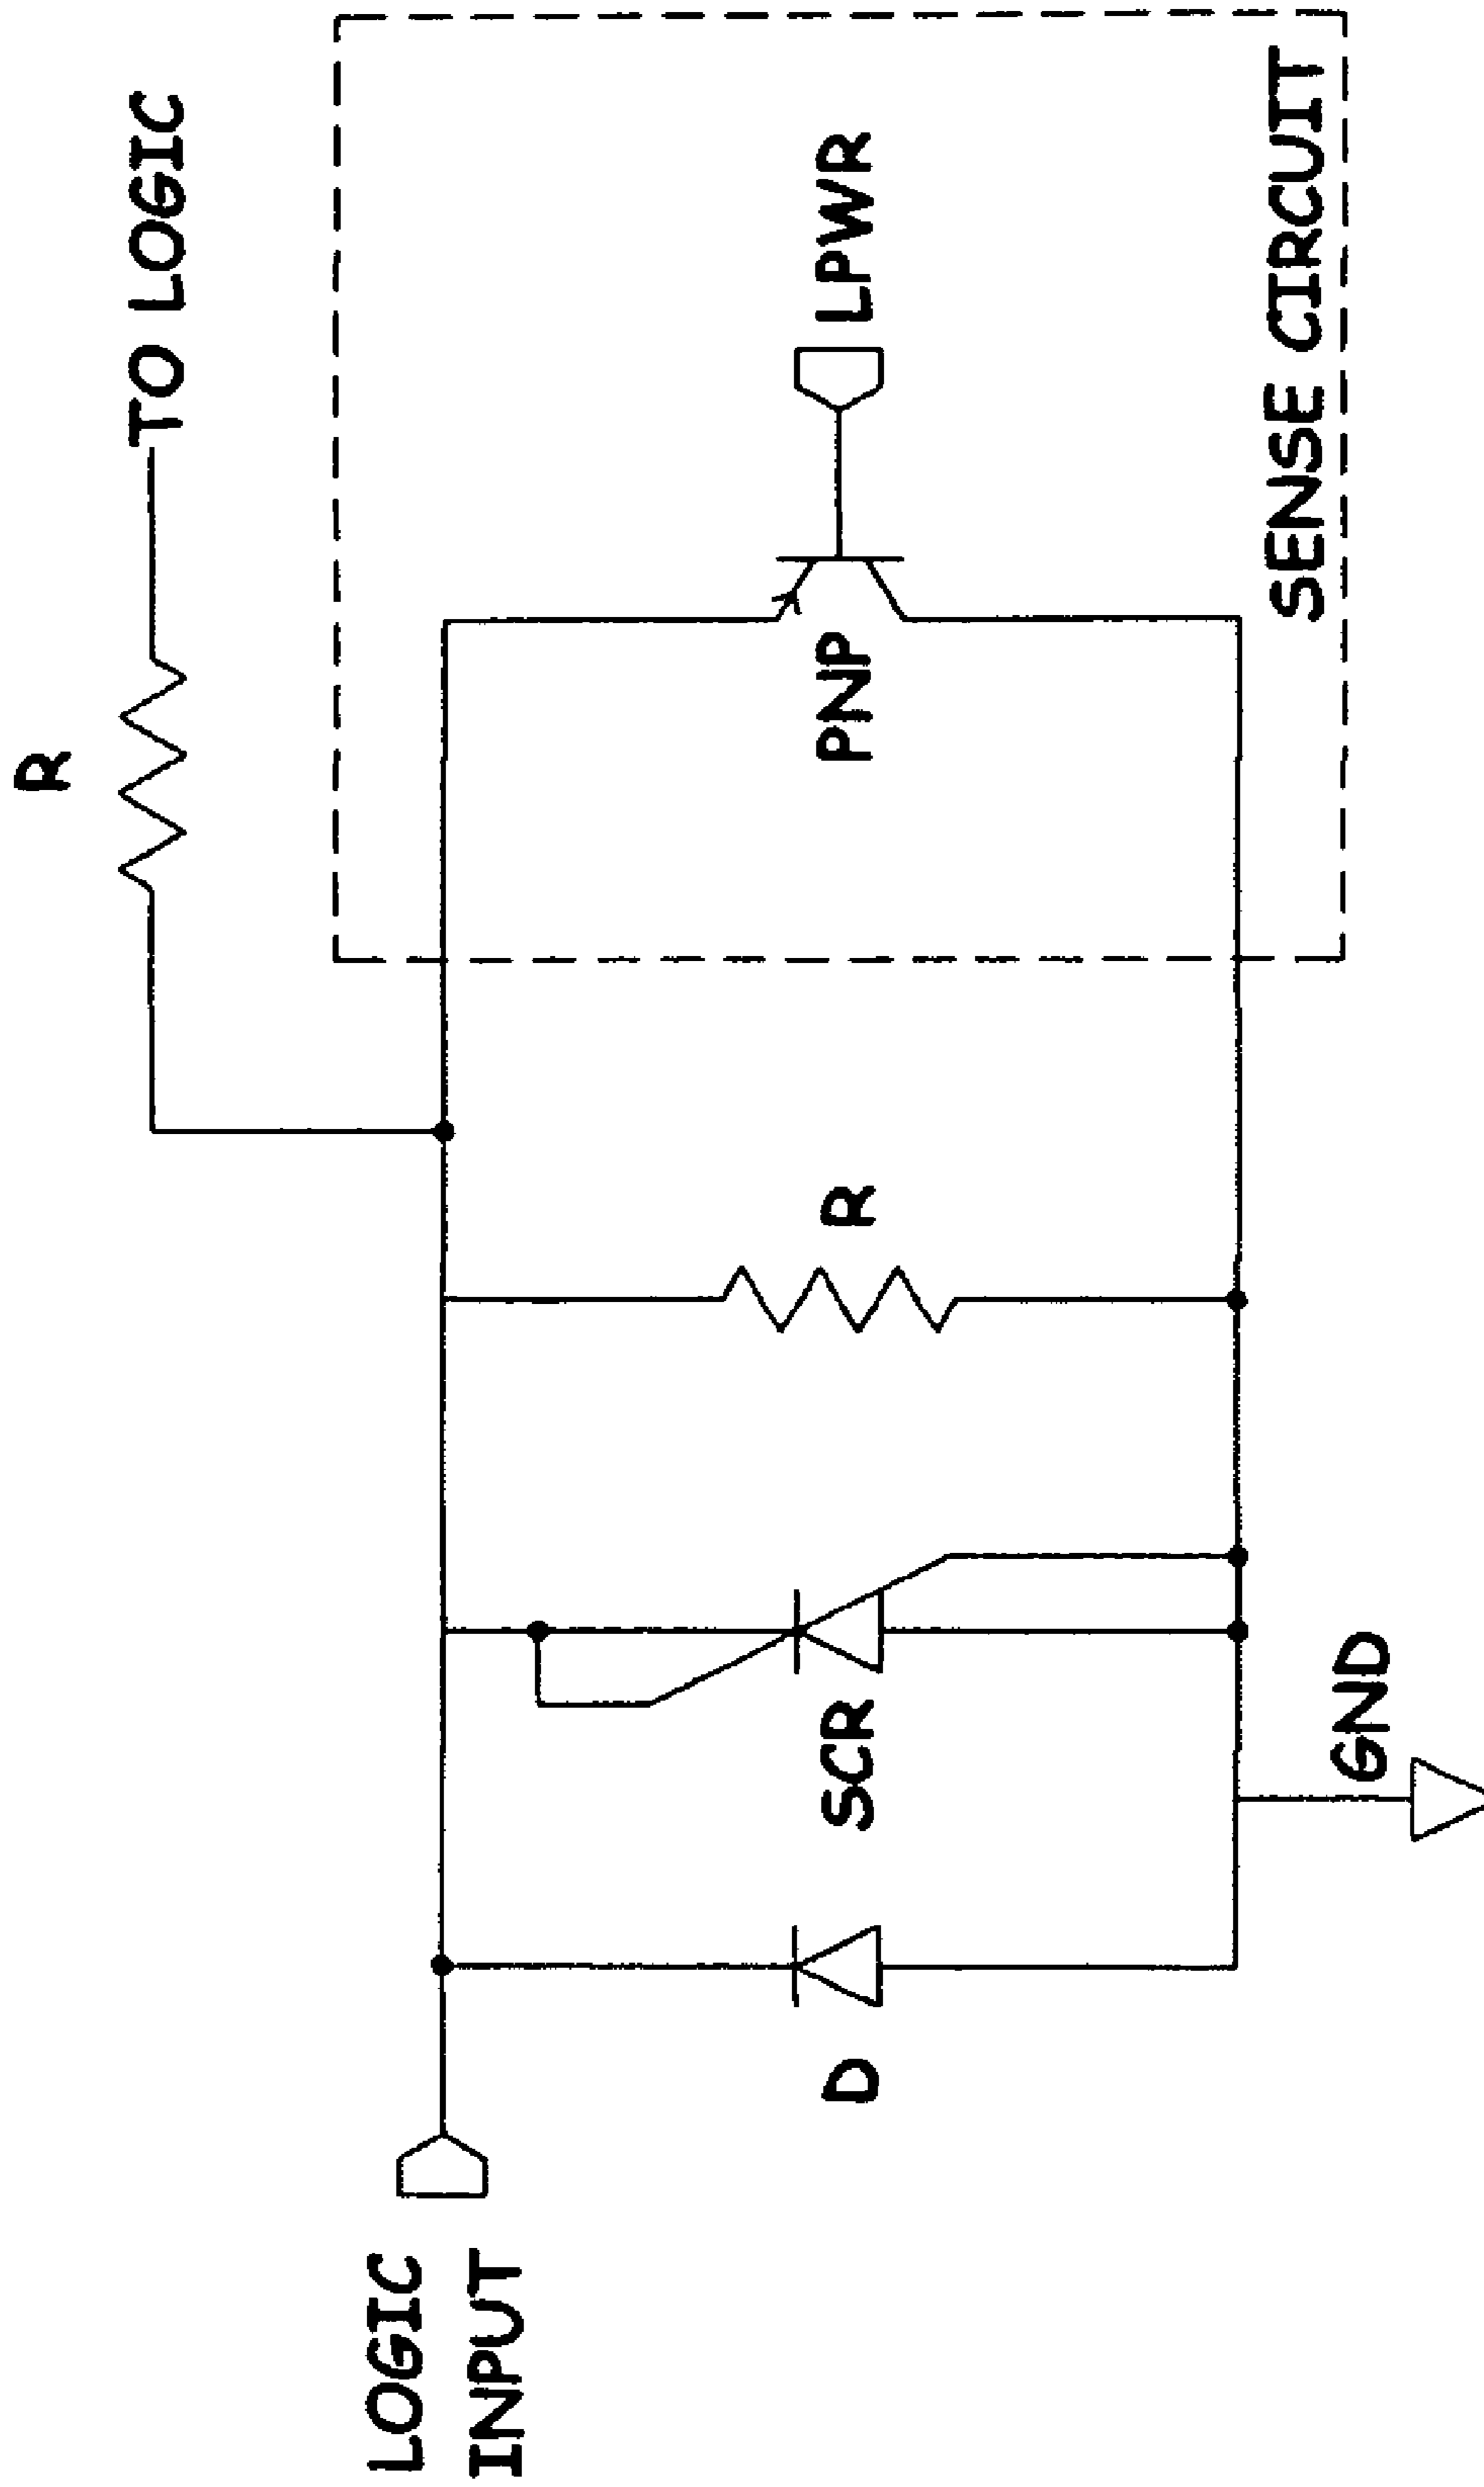 LOGIC
INPUT
D
SCR
GND
R
R
TO LOGIC
PNP
LPWR
SENSE CIRCUIT